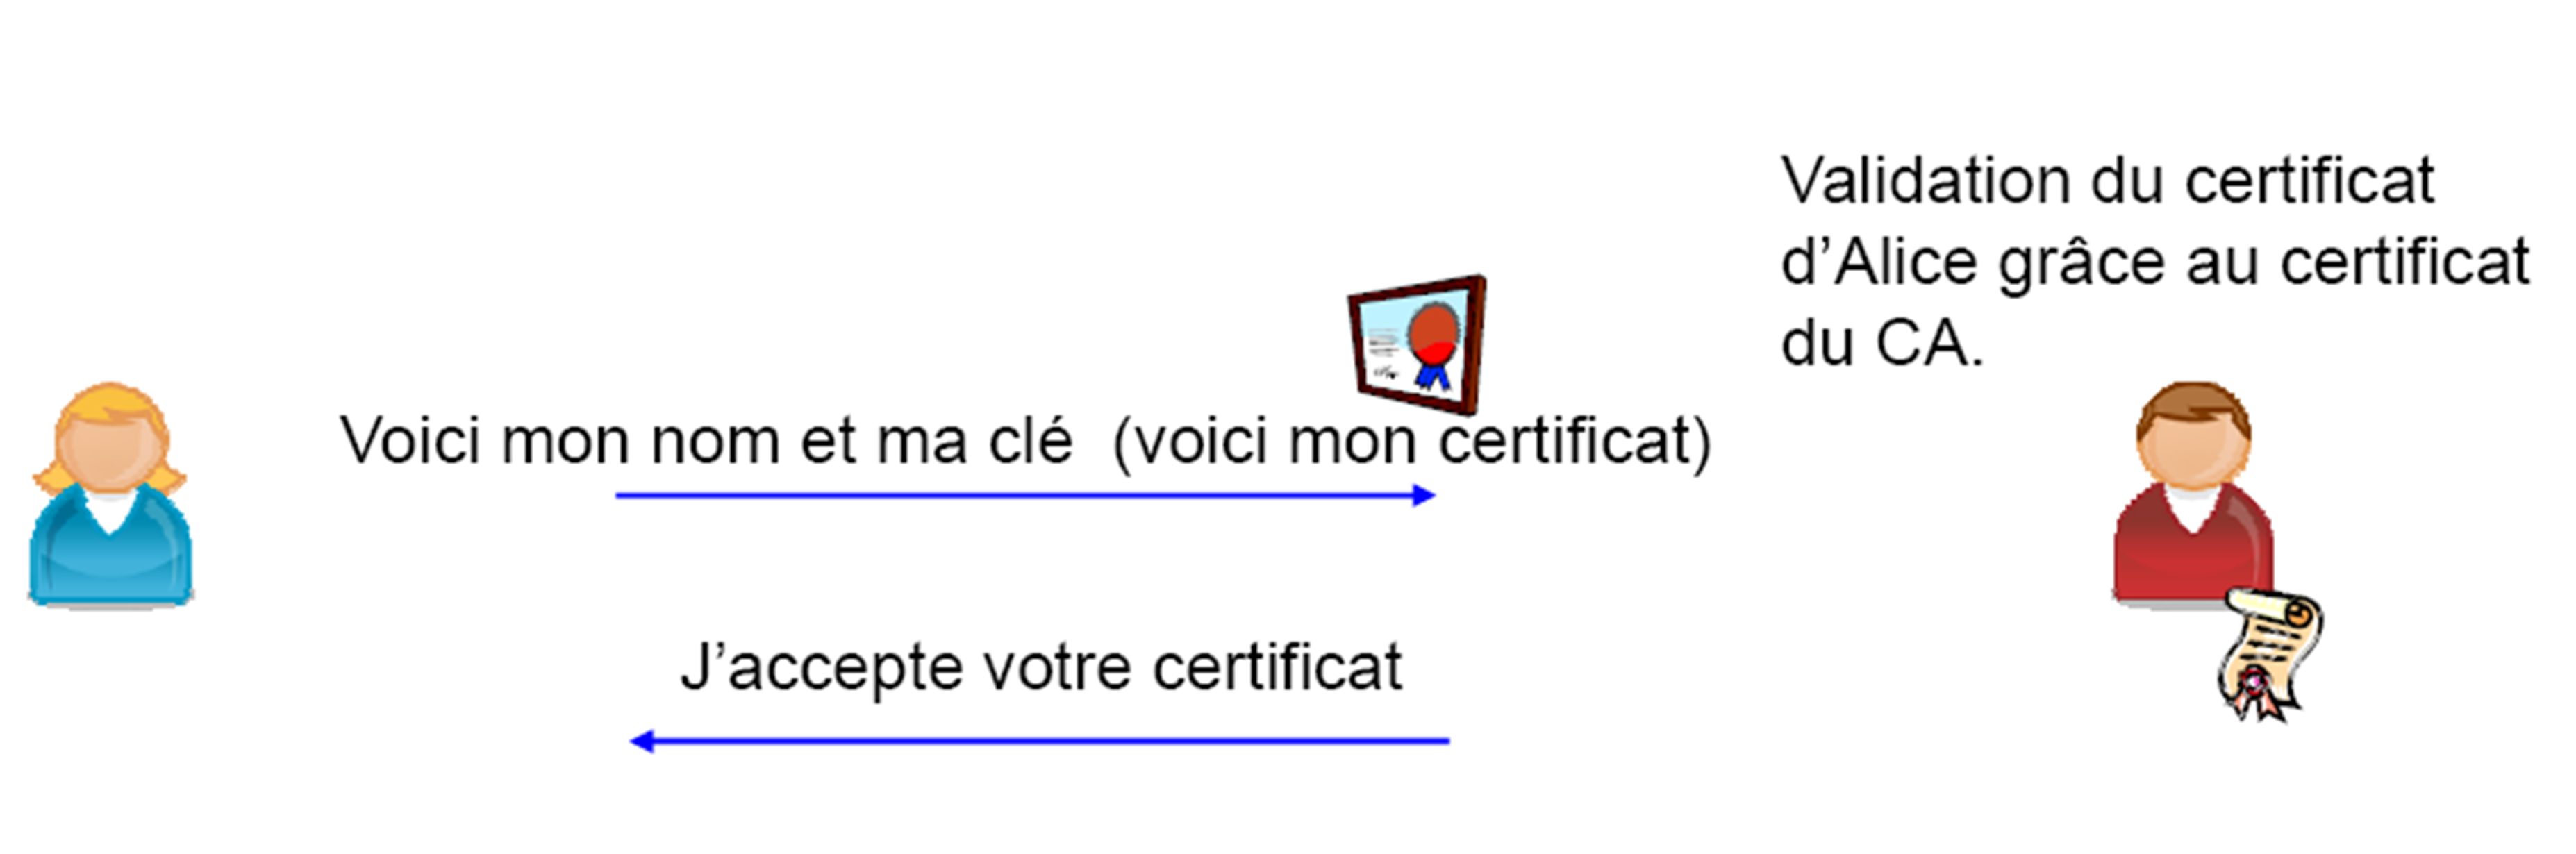 Validation du certificat
d’Alice grâce au certificat
du CA.
Voici mon nom et ma clé  (voici mon certificat)
J’accepte votre certificat